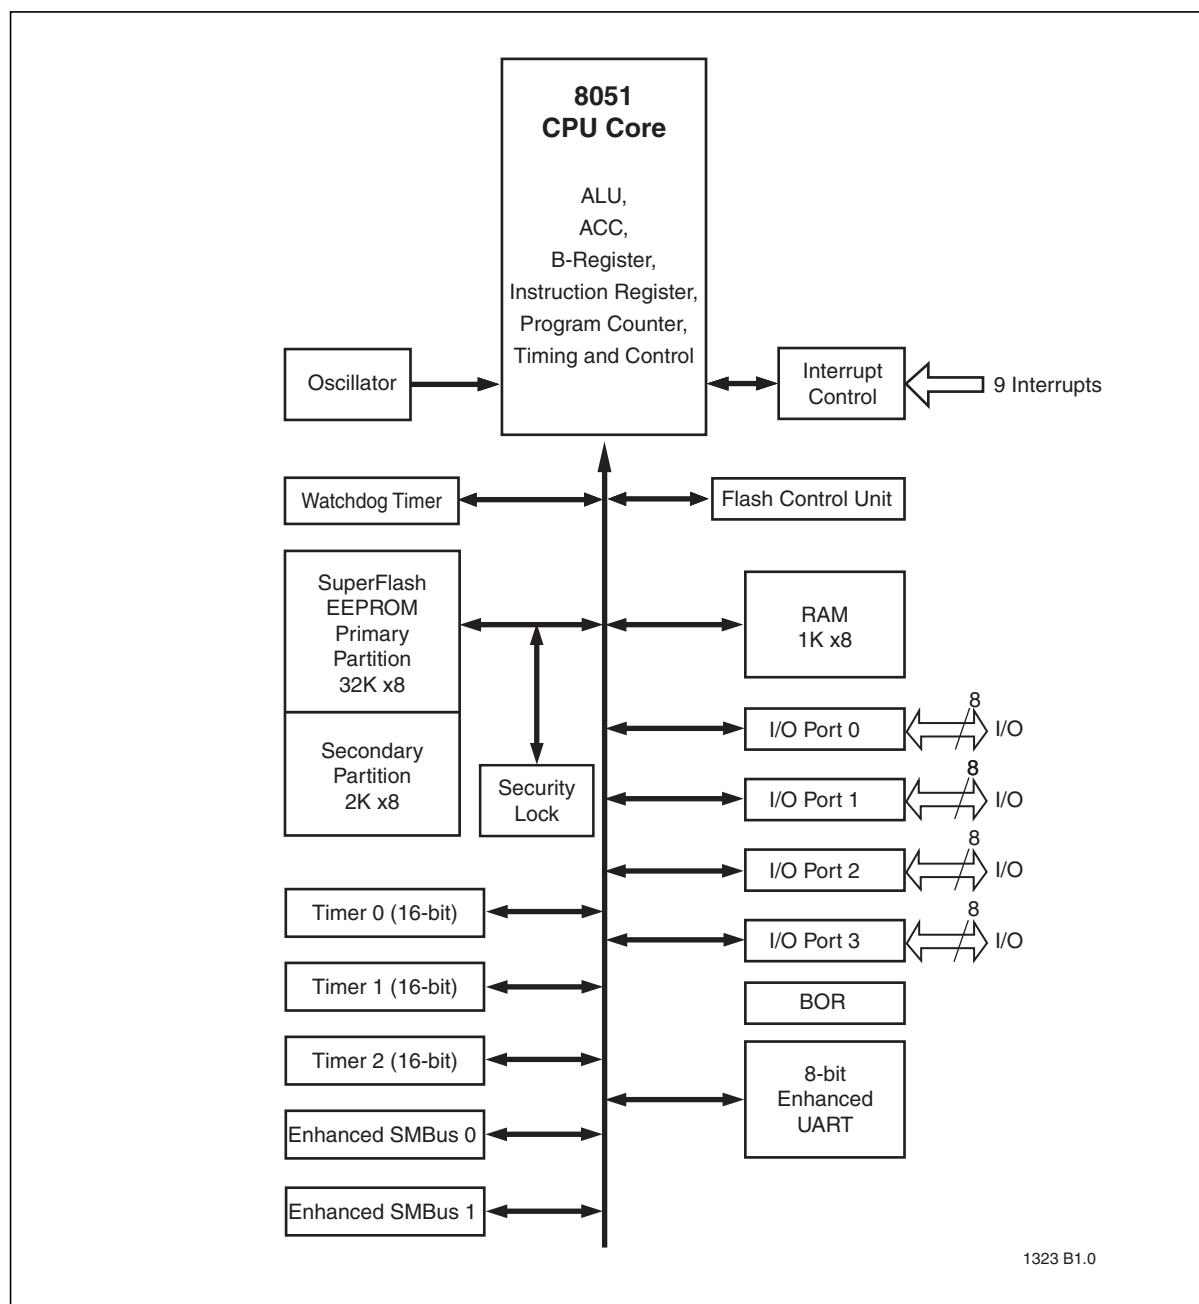 8051
CPU Core
ALU,
ACC,
B-Register,
Instruction Register,
Program Counter,
Timing and Control
Oscillator
Interrupt
Control
9 Interrupts
Watchdog Timer
Flash Control Unit
SuperFlash
EEPROM
Primary
Partition
32K x8
RAM
1K x8
Secondary
Partition
2K x8
Security
Lock
I/O Port 0
8
I/O
I/O Port 1
8
I/O
I/O Port 2
8
I/O
I/O Port 3
8
I/O
Timer 0 (16-bit)
Timer 1 (16-bit)
Timer 2 (16-bit)
Enhanced SMBus 0
Enhanced SMBus 1
BOR
8-bit
Enhanced
UART
1323 B1.0